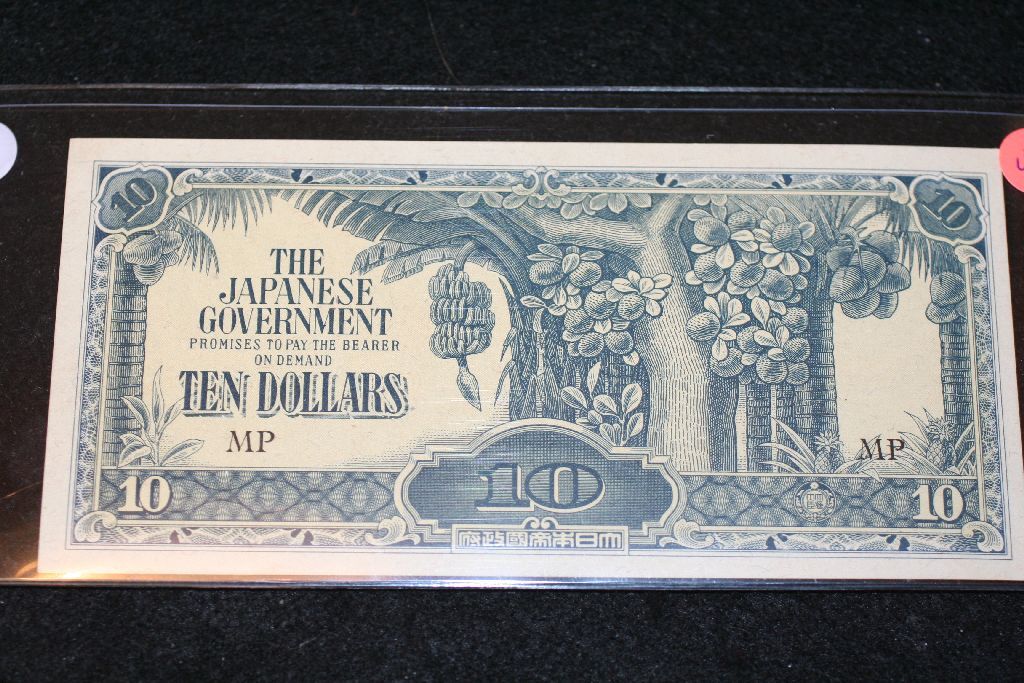 10
10
THE
JAPANESE
GOVERNMENT
PROMISES TO PAY THE BEARER
ON DEMAND
TEN DOLLARS
MP
MP
10
10
10
府政國帝本日大